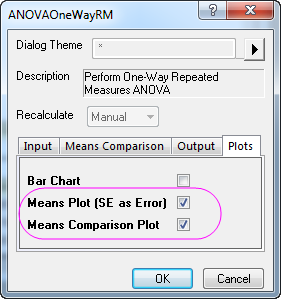 ANOVAOneWayRM
Dialog Theme *
Description Perform One-Way Repeated
Measures ANOVA
Recalculate Manual
Input Means Comparison Output Plots
Bar Chart
Means Plot (SE as Error)
Means Comparison Plot
OK Cancel